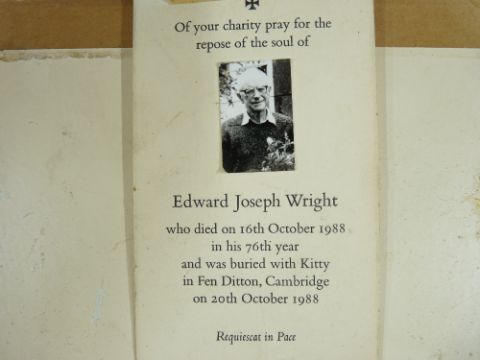 Of your charity pray for the
repose of the soul of
Edward Joseph Wright
who died on 16th October 1988
in his 76th year
and was buried with Kitty
in Fen Ditton, Cambridge
on 20th October 1988
Requiescat in Pace